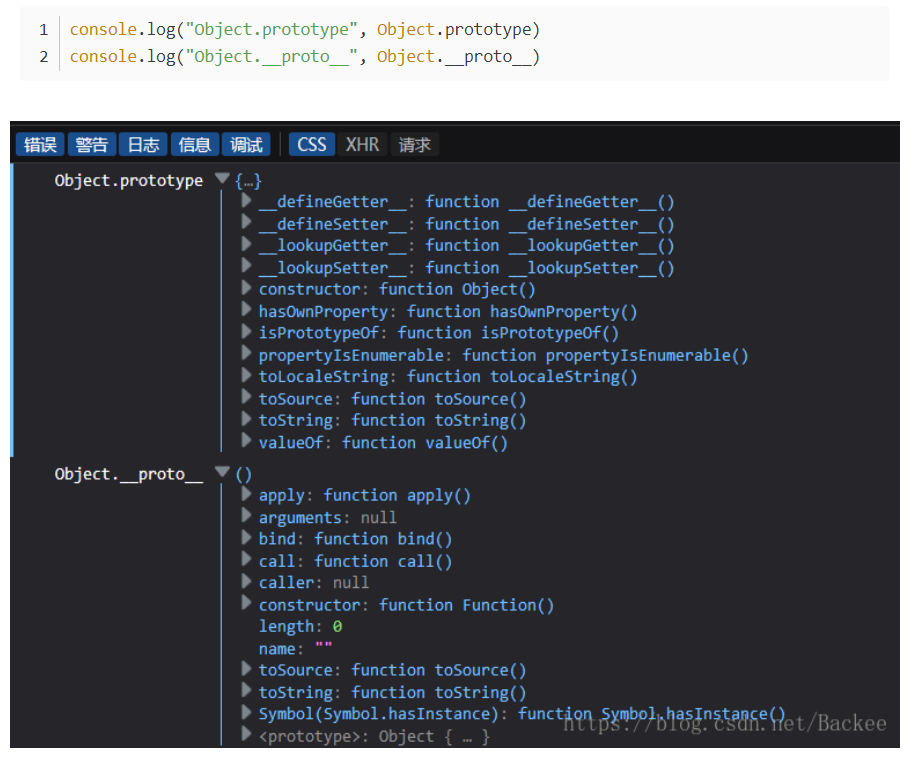 1 console.log("Object.prototype", Object.prototype)
2 console.log("Object.__proto__", Object.__proto__)
错误 警告 日志 信息 调试 CSS XHR 请求
Object.prototype {…}
__defineGetter__: function __defineGetter__()
__defineSetter__: function __defineSetter__()
__lookupGetter__: function __lookupGetter__()
__lookupSetter__: function __lookupSetter__()
constructor: function Object()
hasOwnProperty: function hasOwnProperty()
isPrototypeOf: function isPrototypeOf()
propertyIsEnumerable: function propertyIsEnumerable()
toLocaleString: function toLocaleString()
toSource: function toSource()
toString: function toString()
valueOf: function valueOf()
Object.__proto__ ()
apply: function apply()
arguments: null
bind: function bind()
call: function call()
caller: null
constructor: function Function()
length: 0
name: ""
toSource: function toSource()
toString: function toString()
Symbol(Symbol.hasInstance): function Symbol.hasInstance()
https://blog.csdn.net/Backee
<prototype>: Object { … }